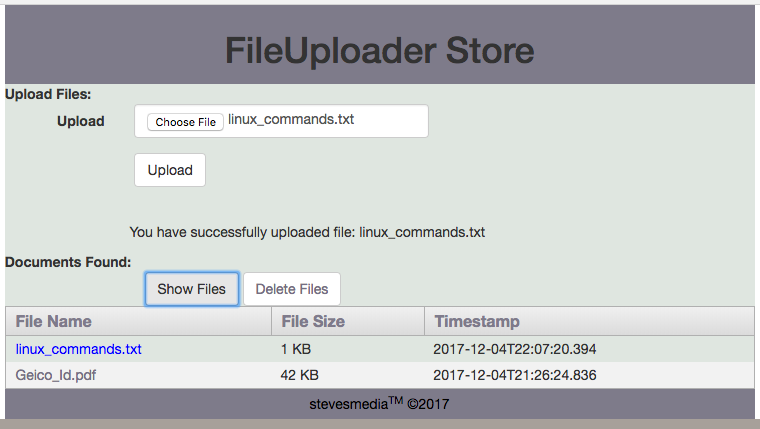 FileUploader Store
Upload Files:
Upload Choose File linux_commands.txt
Upload
You have successfully uploaded file: linux_commands.txt
Documents Found:
Show Files Delete Files
File Name File Size Timestamp
linux_commands.txt 1 KB 2017-12-04T22:07:20.394
Geico_Id.pdf 42 KB 2017-12-04T21:26:24.836
stevesmedia™ ©2017